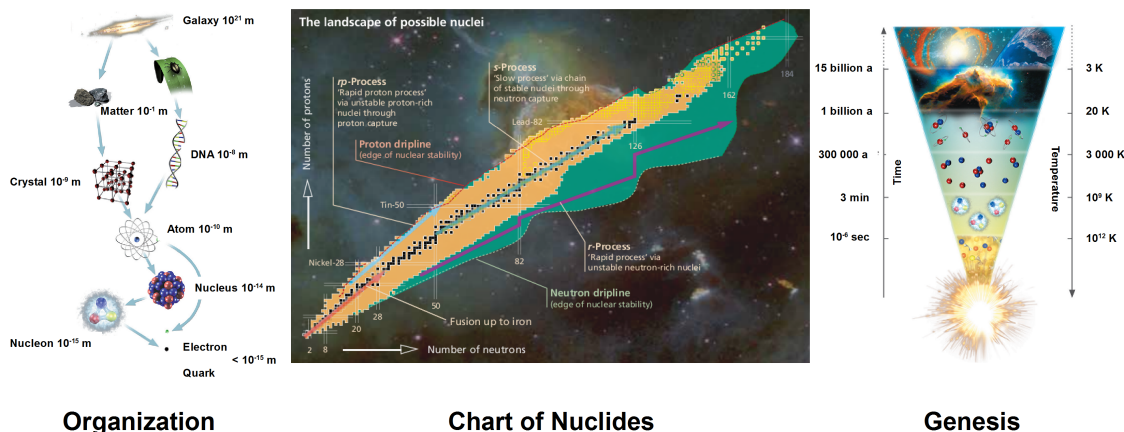 Galaxy 10²¹ m
Matter 10⁻¹ m
DNA 10⁻⁸ m
Crystal 10⁻⁹ m
Atom 10⁻¹⁰ m
Nucleus 10⁻¹⁴ m
Nucleon 10⁻¹⁵ m
Electron
< 10⁻¹⁵ m
Quark
Organization
The landscape of possible nuclei
Number of protons
rp-Process
'Rapid proton process'
via unstable proton-rich
nuclei through
proton capture
s-Process
'Slow process' via chain
of stable nuclei through
neutron capture
Proton dripline
(edge of nuclear stability)
Lead-82
Tin-50
Nickel-28
184
162
126
82
50
28
20
8
2
r-Process
'Rapid process' via
unstable neutron-rich nuclei
Neutron dripline
(edge of nuclear stability)
Fusion up to iron
Number of neutrons
Chart of Nuclides
Time
Temperature
15 billion a
3 K
1 billion a
20 K
300 000 a
3 000 K
3 min
10⁹ K
10⁻⁶ sec
10¹² K
Genesis